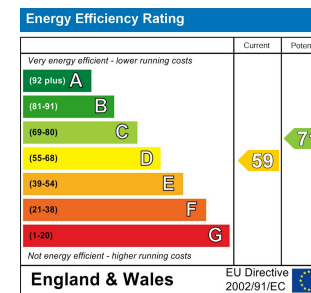 Energy Efficiency Rating
Current
Very energy efficient - lower running costs
(92 plus) A
(81-91) B
(69-80) C
(55-68) D
59
(39-54) E
(21-38) F
(1-20) G
Not energy efficient - higher running costs
England & Wales
EU Directive
2002/91/EC